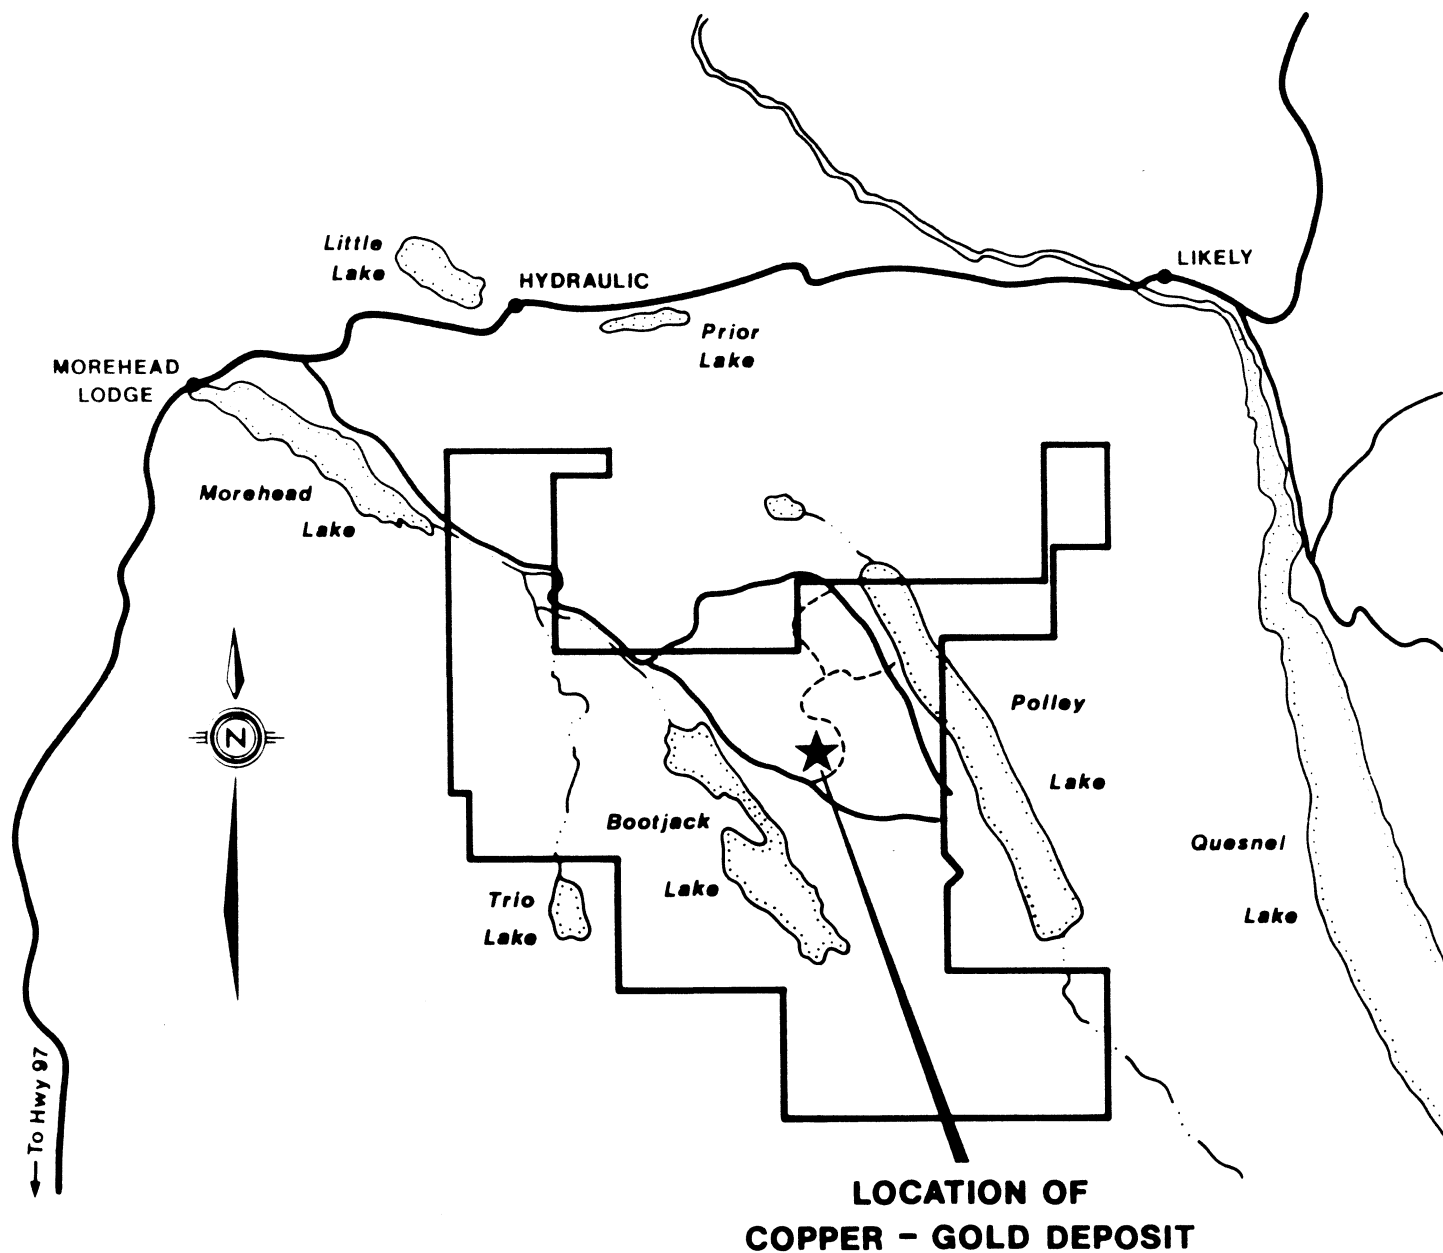 LIKELY
Little
Lake
HYDRAULIC
Prior
Lake
MOREHEAD
LODGE
Morehead
Lake
N
Polley
Lake
Bootjack
Lake
Quesnel
Lake
Trio
Lake
To Hwy 97
LOCATION OF
COPPER – GOLD DEPOSIT